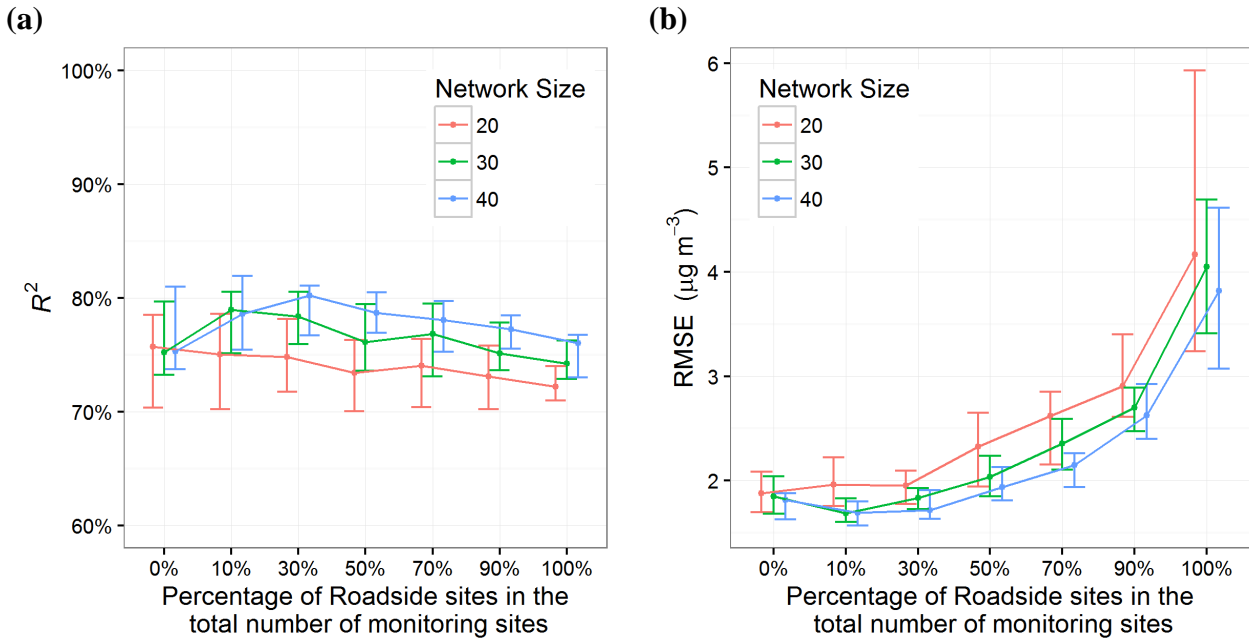 (a)
100%
90%
80%
70%
60%
R²
Network Size
20
30
40
0% 10% 30% 50% 70% 90% 100%
Percentage of Roadside sites in the
total number of monitoring sites
(b)
6
5
4
3
2
RMSE (µg m⁻³)
Network Size
20
30
40
0% 10% 30% 50% 70% 90% 100%
Percentage of Roadside sites in the
total number of monitoring sites